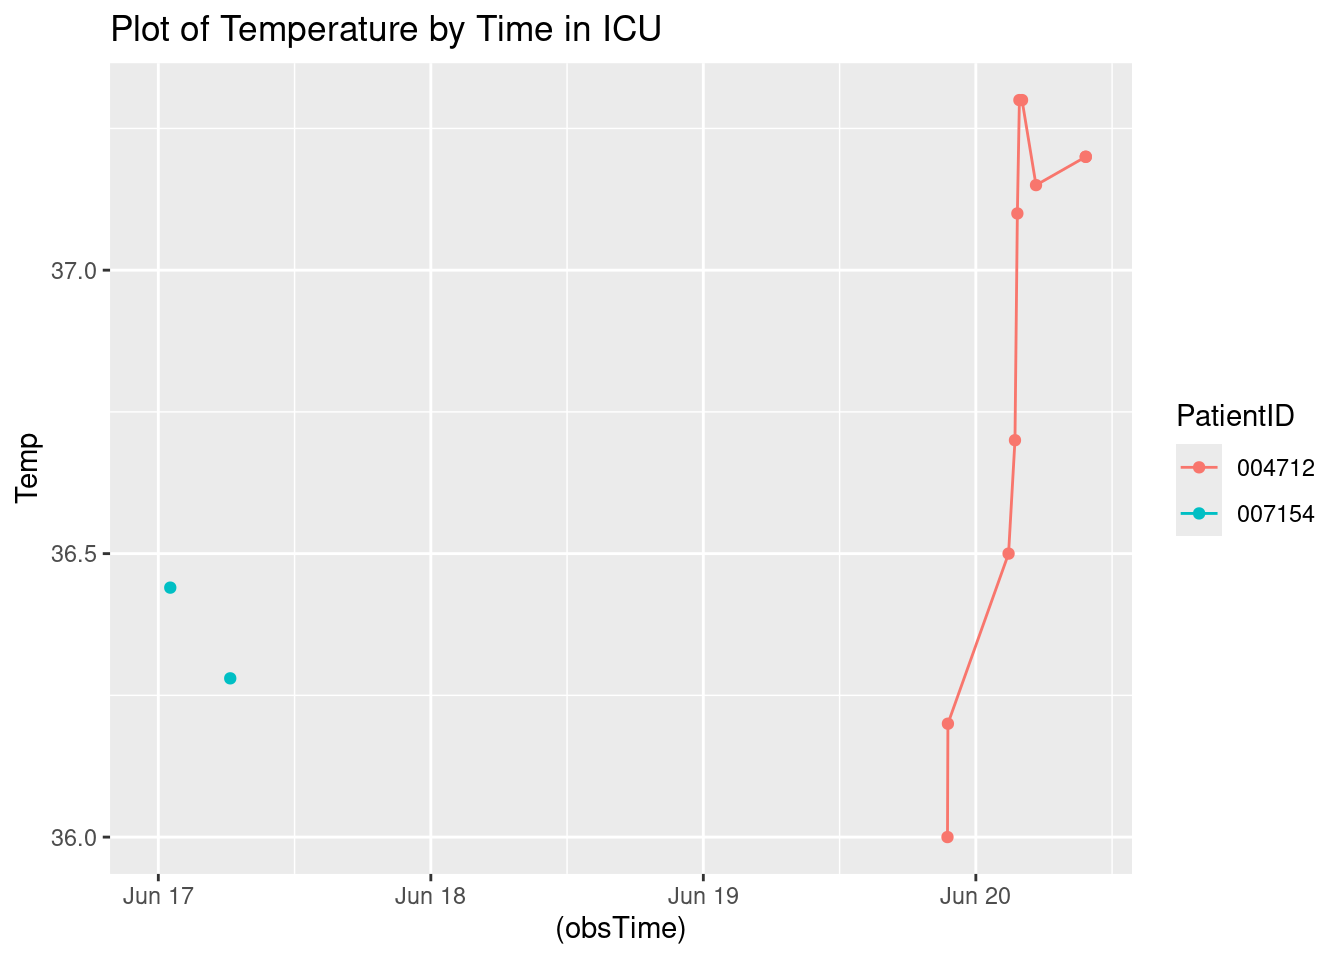 Plot of Temperature by Time in ICU
Temp
37.0
36.5
36.0
Jun 17 Jun 18 Jun 19 Jun 20
(obsTime)
PatientID
004712
007154